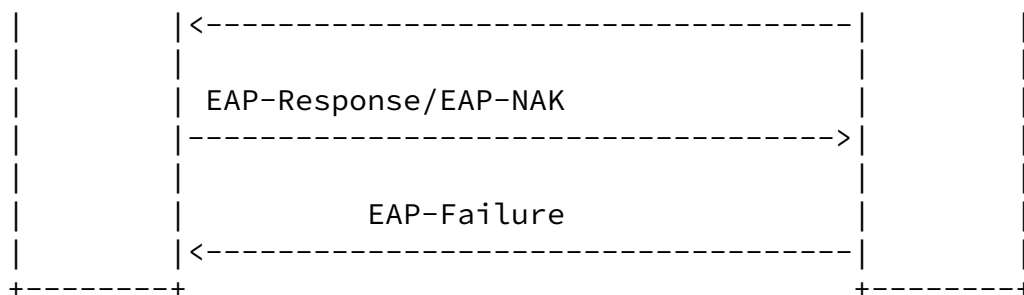 |        |<------------------------------------|        |
|        |                                     |        |
|        | EAP-Response/EAP-NAK                |        |
|        |------------------------------------>|        |
|        |                                     |        |
|        |          EAP-Failure                |        |
|        |<------------------------------------|        |
+--------+                                     +--------+